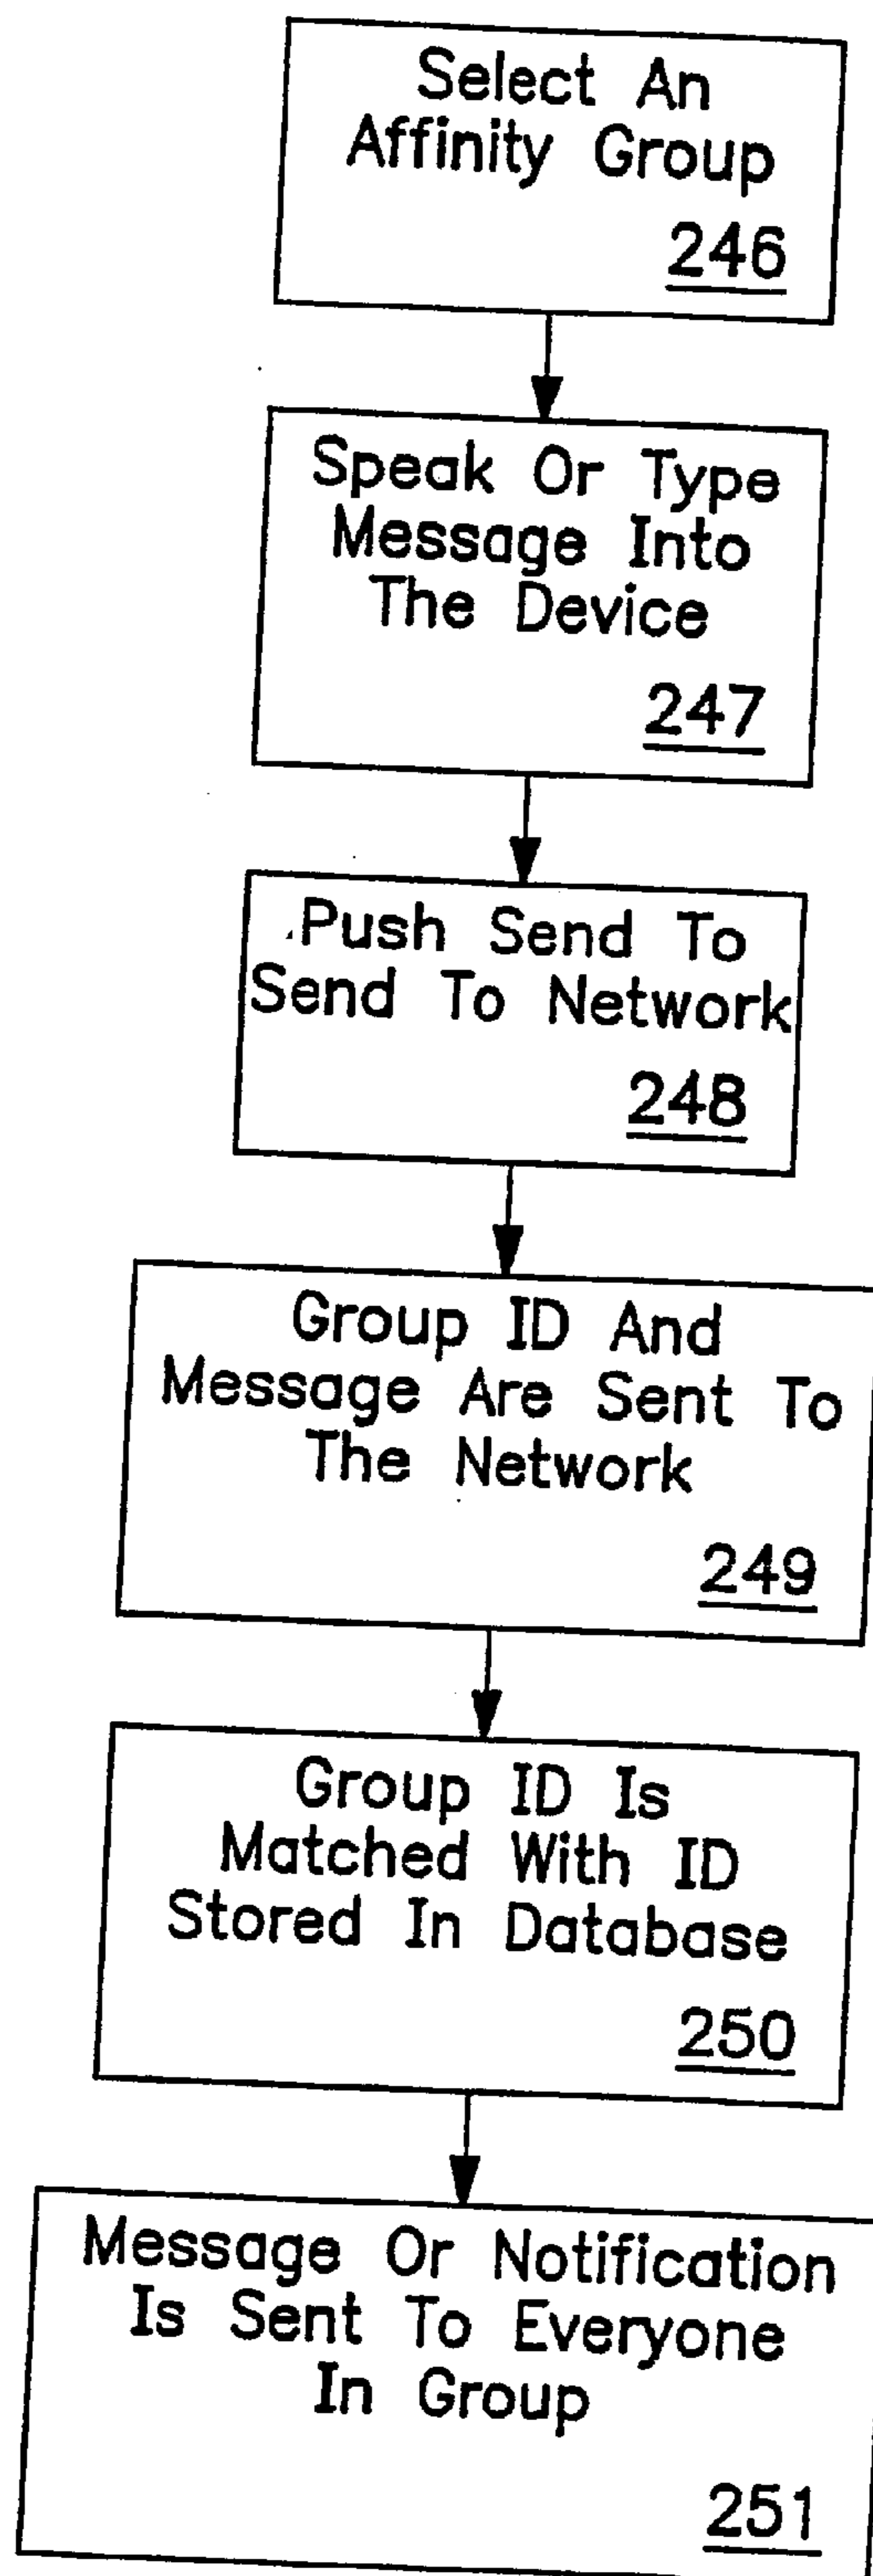 Select An
Affinity Group
246
Speak Or Type
Message Into
The Device
247
Push Send To
Send To Network
248
Group ID And
Message Are Sent To
The Network
249
Group ID Is
Matched With ID
Stored In Database
250
Message Or Notification
Is Sent To Everyone
In Group
251